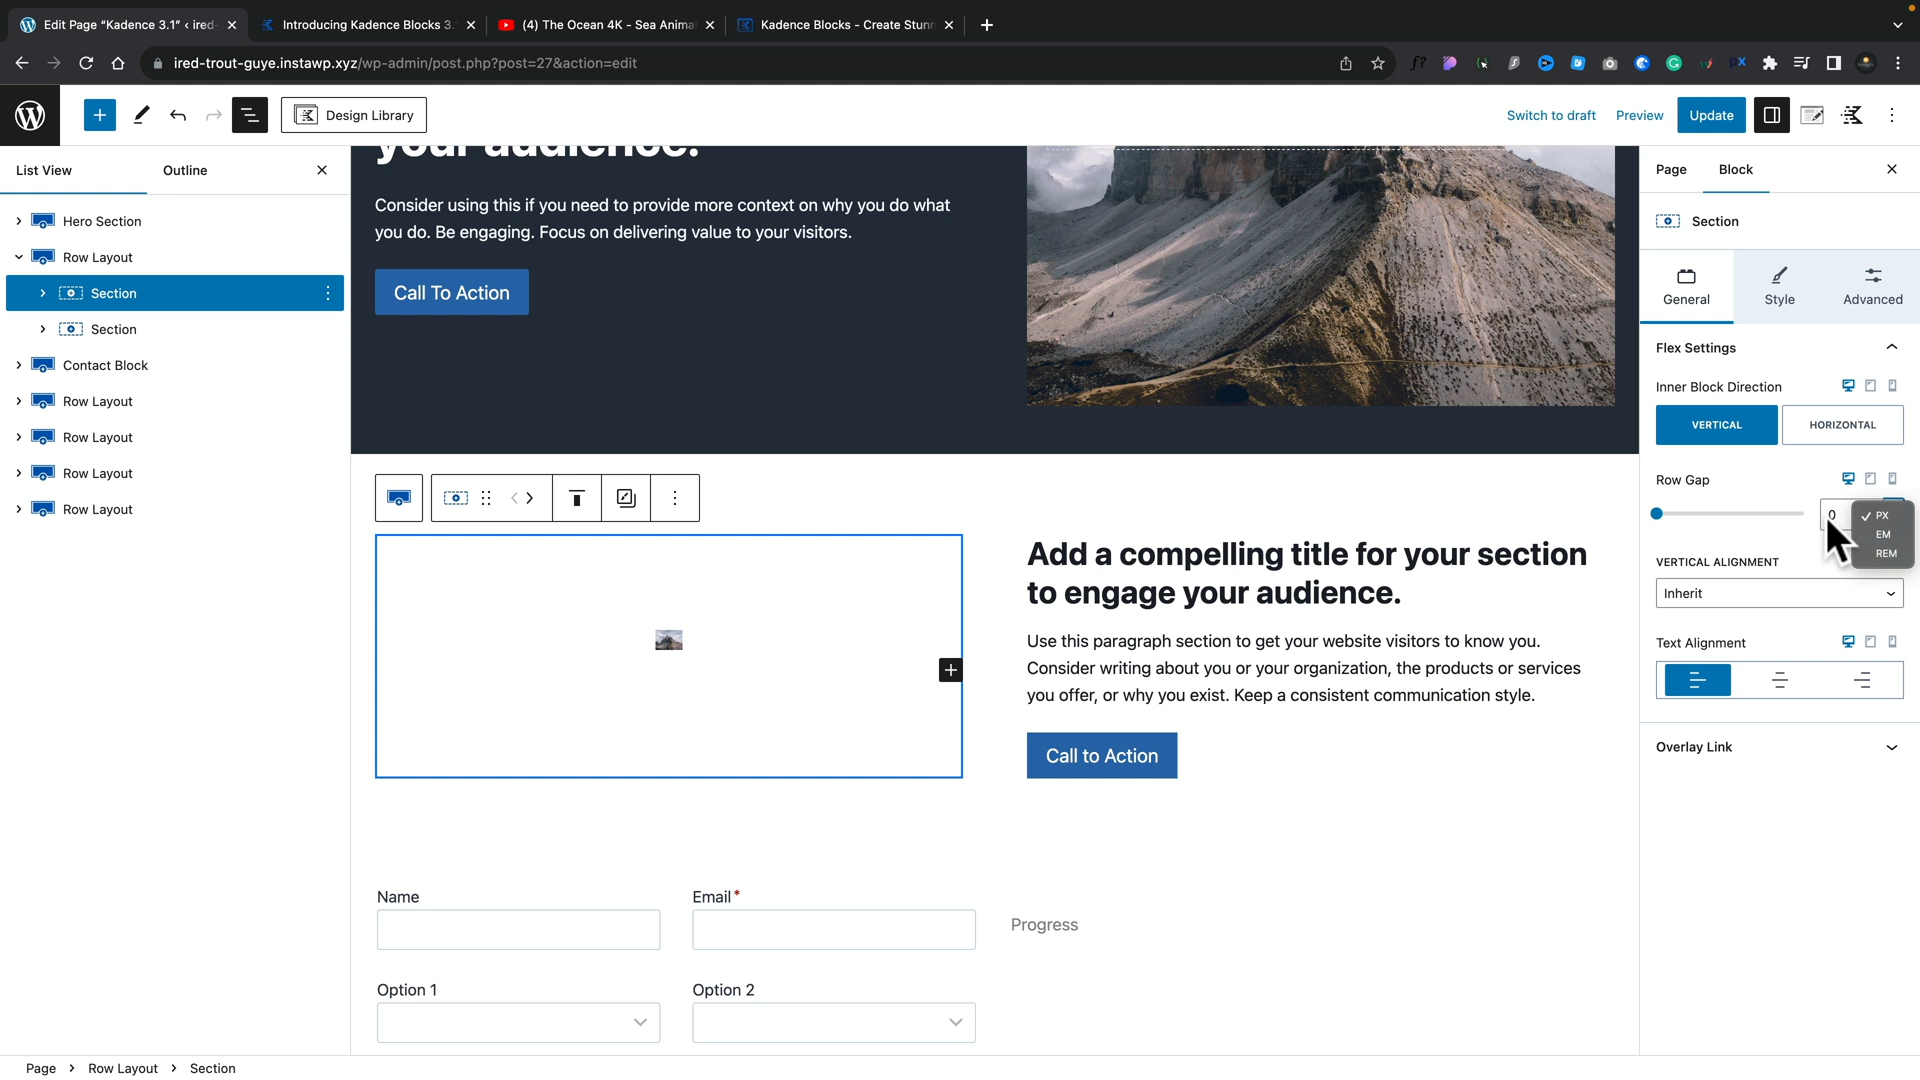 Edit Page “Kadence 3.1” ‹ ired-
Introducing Kadence Blocks 3.
(4) The Ocean 4K - Sea Anima
Kadence Blocks - Create Stunn
ired-trout-guye.instawp.xyz/wp-admin/post.php?post=27&action=edit
Design Library
Switch to draft
Preview
Update
List View
Outline
Hero Section
Row Layout
Section
Section
Contact Block
Row Layout
Row Layout
Row Layout
Row Layout
your audience.
Consider using this if you need to provide more context on why you do what
you do. Be engaging. Focus on delivering value to your visitors.
Call To Action
Add a compelling title for your section
to engage your audience.
Use this paragraph section to get your website visitors to know you.
Consider writing about you or your organization, the products or services
you offer, or why you exist. Keep a consistent communication style.
Call to Action
Name
Email*
Progress
Option 1
Option 2
Page
Block
Section
General
Style
Advanced
Flex Settings
Inner Block Direction
VERTICAL
HORIZONTAL
Row Gap
0
PX
EM
REM
VERTICAL ALIGNMENT
Inherit
Text Alignment
Overlay Link
Page
Row Layout
Section